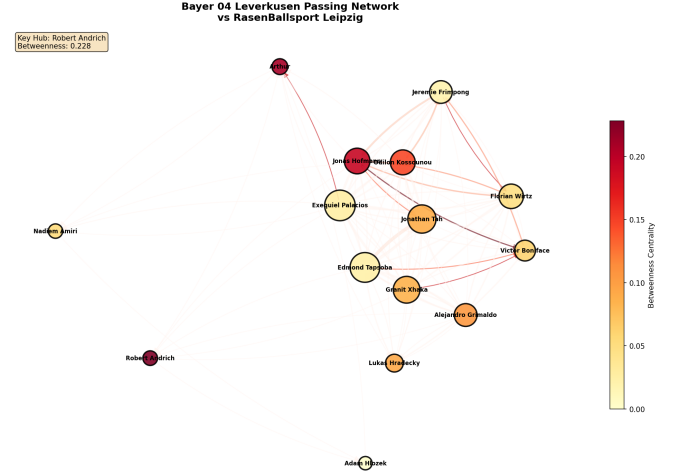 Bayer 04 Leverkusen Passing Network
vs RasenBallsport Leipzig
Key Hub: Robert Andrich
Betweenness: 0.228
Arthur
Jeremie Frimpong
Jonas Hofmann
Odilon Kossounou
Florian Wirtz
Exequiel Palacios
Jonathan Tah
Nadiem Amiri
Victor Boniface
Edmond Tapsoba
Granit Xhaka
Alejandro Grimaldo
Robert Andrich
Lukas Hradecky
Adam Hlozek
0.20
0.15
0.10
0.05
0.00
Betweenness Centrality